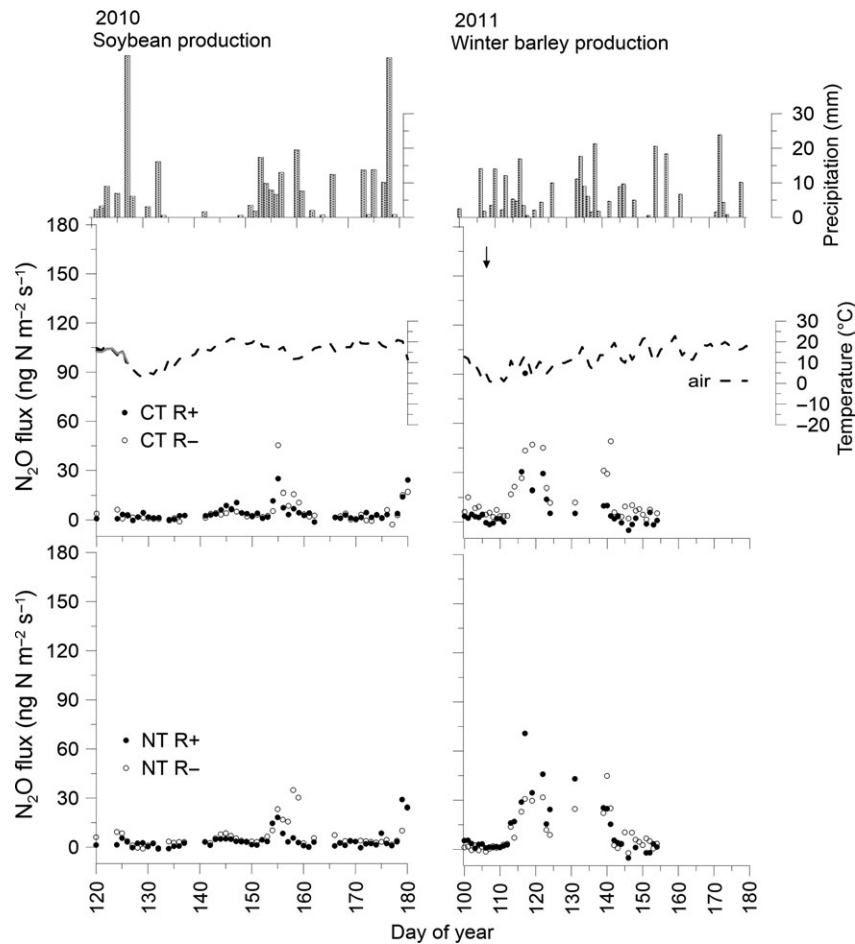 2010
Soybean production
2011
Winter barley production
30
20
10
0
Precipitation (mm)
180
150
120
90
60
30
0
N₂O flux (ng N m⁻² s⁻¹)
CT R+
CT R–
air
30
20
10
0
−10
−20
Temperature (°C)
180
150
120
90
60
30
0
N₂O flux (ng N m⁻² s⁻¹)
NT R+
NT R–
120 130 140 150 160 170 180
100 110 120 130 140 150 160 170 180
Day of year